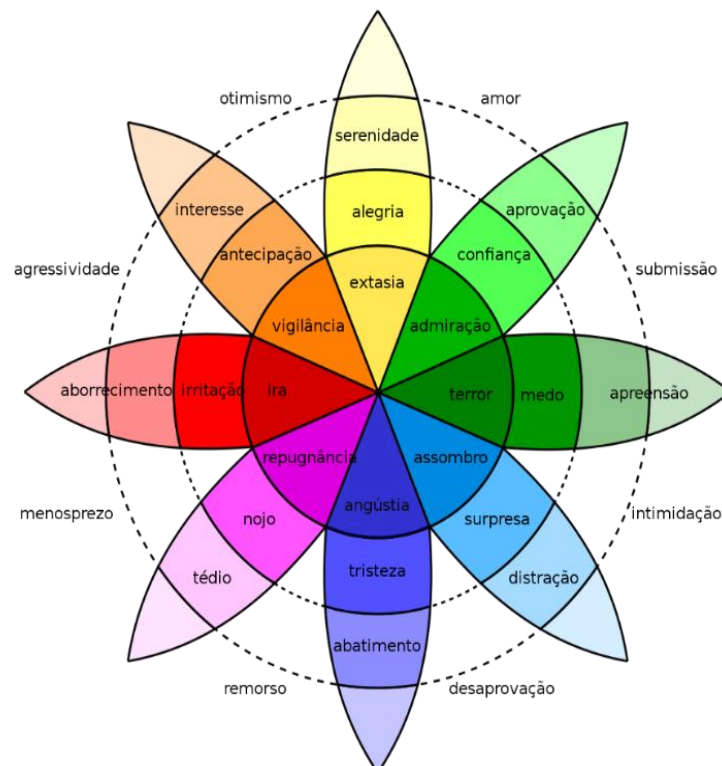 otimismo
amor
serenidade
interesse
alegria
aprovação
antecipação
confiança
agressividade
submissão
extasia
vigilância
admiração
aborrecimento
irritação
ira
terror
medo
apreensão
repugnância
assombro
angústia
menosprezo
nojo
surpresa
intimidação
tédio
tristeza
distração
abatimento
remorso
desaprovação